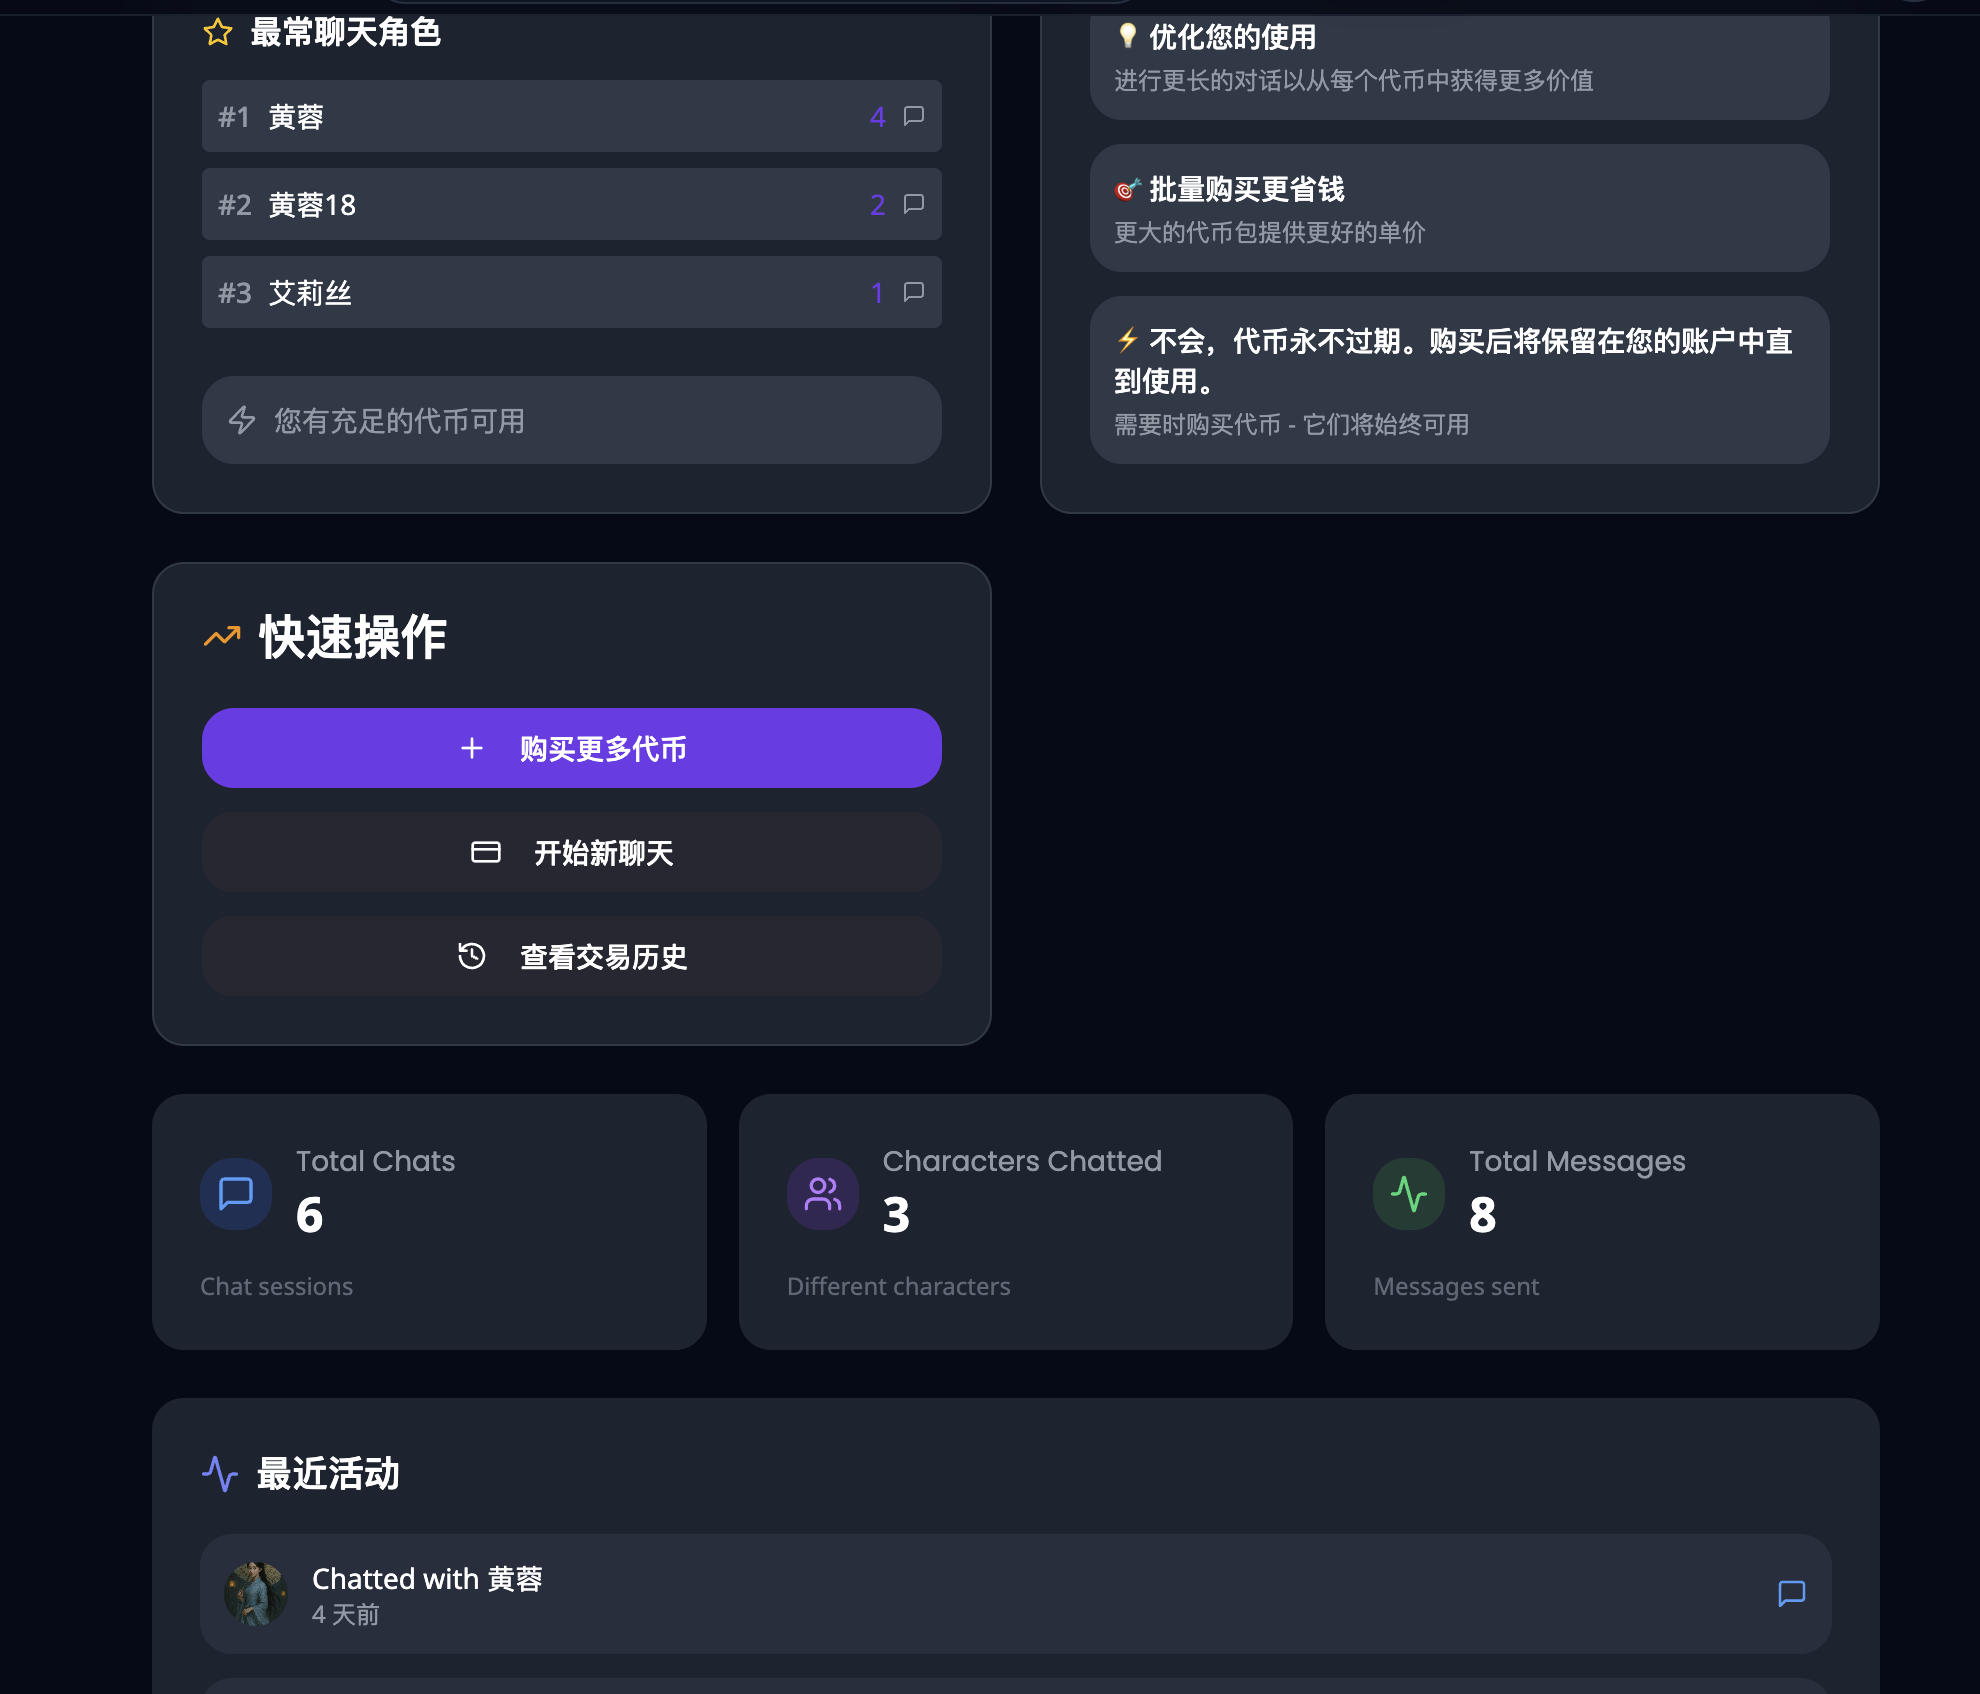 最常聊天角色
#1 黄蓉 4
#2 黄蓉18 2
#3 艾莉丝 1
您有充足的代币可用
💡 优化您的使用
进行更长的对话以从每个代币中获得更多价值
🎯 批量购买更省钱
更大的代币包提供更好的单价
⚡ 不会，代币永不过期。购买后将保留在您的账户中直
到使用。
需要时购买代币 - 它们将始终可用
快速操作
购买更多代币
开始新聊天
查看交易历史
Total Chats
6
Chat sessions
Characters Chatted
3
Different characters
Total Messages
8
Messages sent
最近活动
Chatted with 黄蓉
4 天前